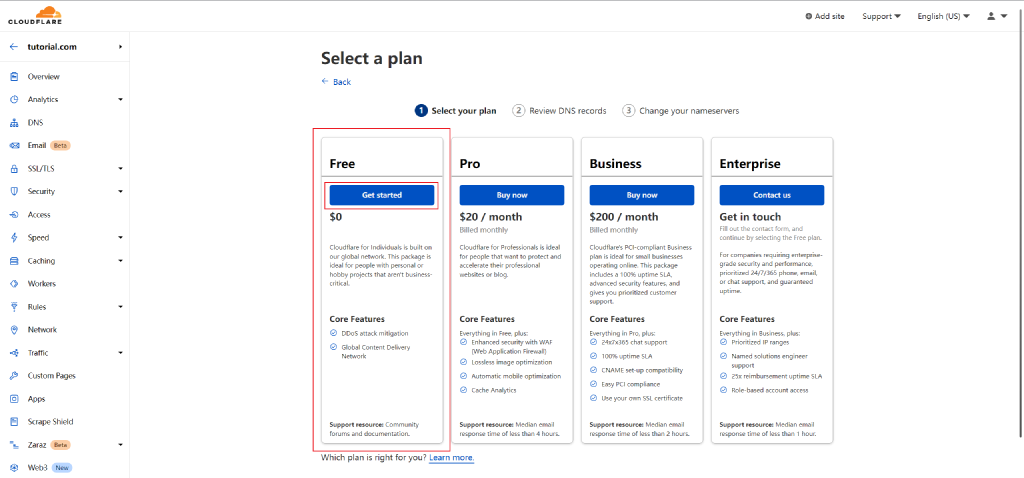 CLOUDFLARE
Add site
Support
English (US)
tutorial.com
Overview
Analytics
DNS
Email Beta
SSL/TLS
Security
Access
Speed
Caching
Workers
Rules
Network
Traffic
Custom Pages
Apps
Scrape Shield
Zaraz Beta
Web3 New
Select a plan
Back
1 Select your plan
2 Review DNS records
3 Change your nameservers
Free
Get started
$0
Cloudflare for Individuals is built on
our global network. This package is
ideal for people with personal or
hobby projects that aren't business-
critical.
Core Features
DDoS attack mitigation
Global Content Delivery
Network
Support resource: Community
forums and documentation.
Pro
Buy now
$20 / month
Billed monthly
Cloudflare for Professionals is ideal
for people that want to protect and
accelerate their professional
websites or blog.
Core Features
Everything in Free, plus:
Enhanced security with WAF
(Web Application Firewall)
Lossless image optimization
Automatic mobile optimization
Cache Analytics
Support resource: Median email
response time of less than 4 hours.
Business
Buy now
$200 / month
Billed monthly
Cloudflare's PCI-compliant Business
plan is ideal for small businesses
operating online. This package
includes a 100% uptime SLA,
advanced security features, and
gives you prioritized customer
support.
Core Features
Everything in Pro, plus:
24x7x365 chat support
100% uptime SLA
CNAME set-up compatibility
Easy PCI compliance
Use your own SSL certificate
Support resource: Median email
response time of less than 2 hours.
Enterprise
Contact us
Get in touch
Fill out the contact form, and
continue by selecting the Free plan.
For companies requiring enterprise-
grade security and performance,
prioritized 24/7/365 phone, email,
or chat support, and guaranteed
uptime.
Core Features
Everything in Business, plus:
Prioritized IP ranges
Named solutions engineer
support
25x reimbursement uptime SLA
Role-based account access
Support resource: Median email
response time of less than 1 hour.
Which plan is right for you? Learn more.